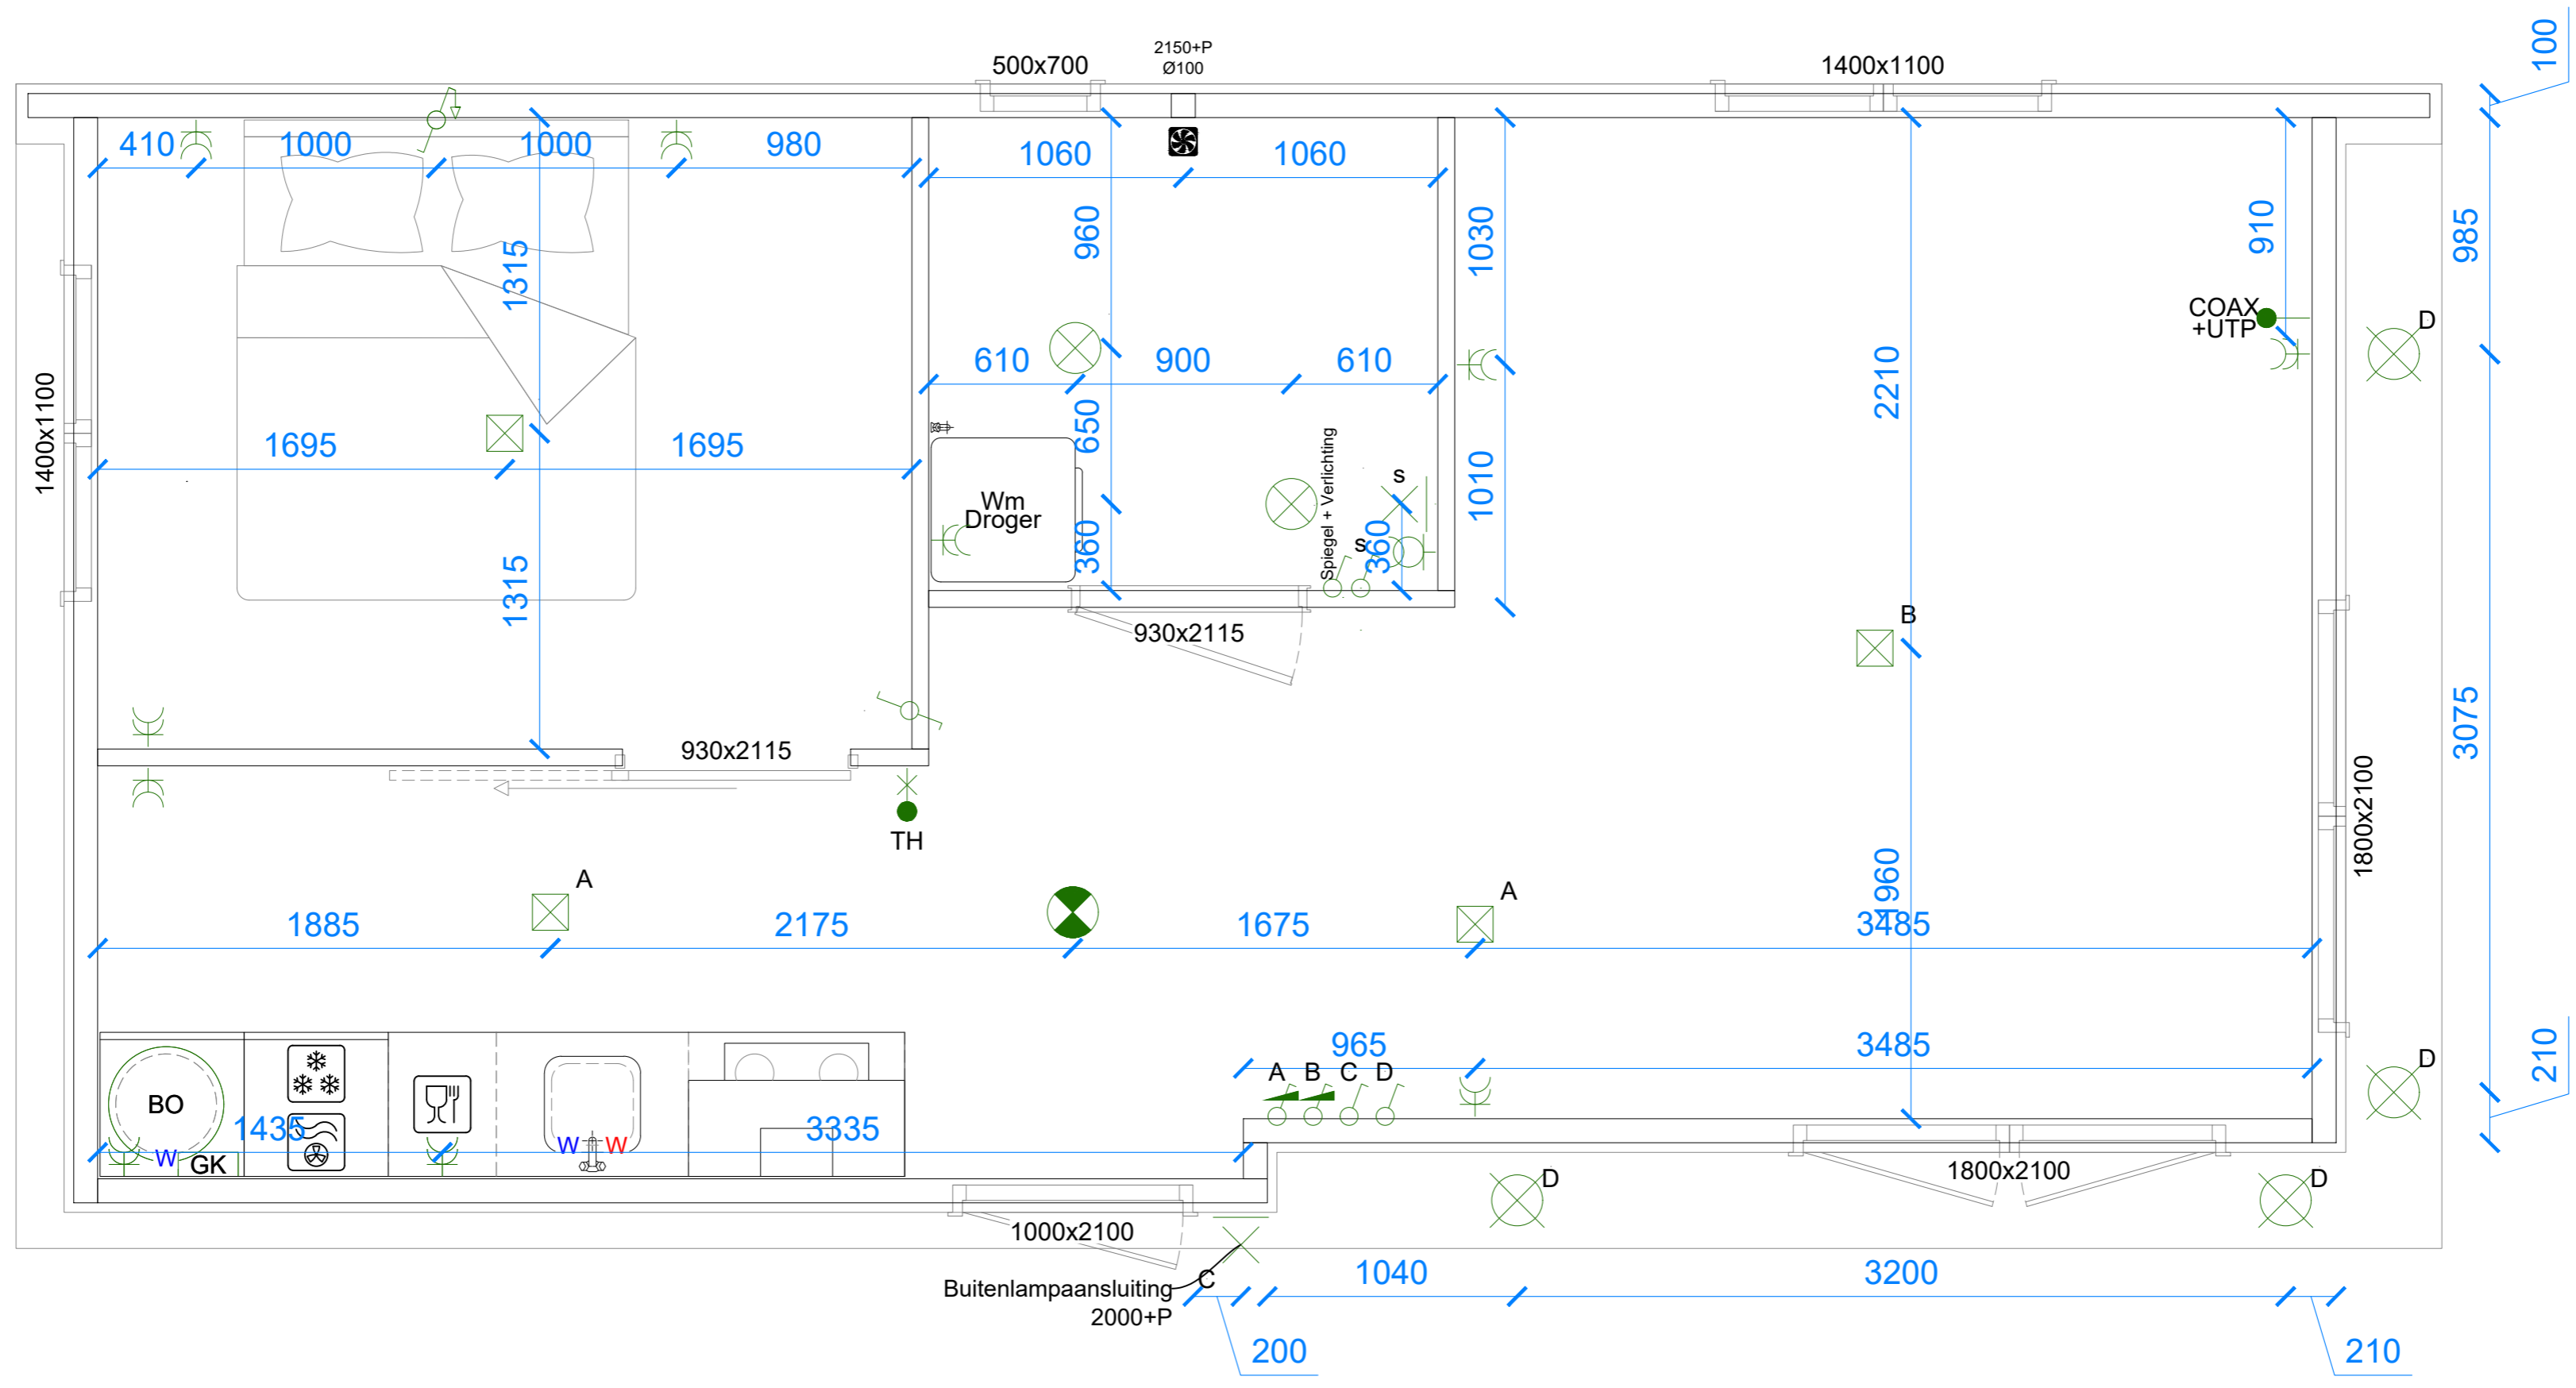 100
2150+P
Ø100
500x700
1400x1100
410
1000
1000
980
1060
1060
960
1030
910
985
1315
COAX
+UTP
D
610
900
610
2210
650
1400x1100
1695
1695
Spiegel + Verlichting
s
1010
Wm
Droger
360
s
360
1315
B
930x2115
930x2115
3075
1800x2100
TH
A
A
1960
1885
2175
1675
3485
965
3485
210
A
B
C
D
D
BO
1435
3335
W
GK
W
W
1800x2100
D
D
1000x2100
Buitenlampaansluiting
2000+P
C
1040
3200
200
210